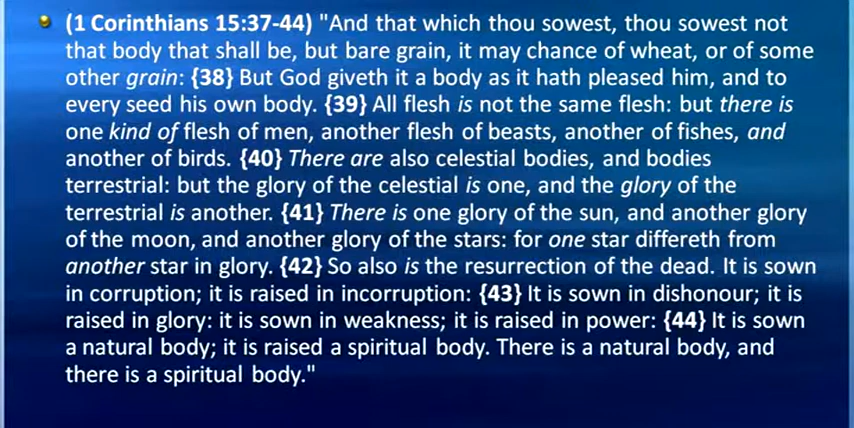 (1 Corinthians 15:37-44) "And that which thou sowest, thou sowest not
that body that shall be, but bare grain, it may chance of wheat, or of some
other grain: {38} But God giveth it a body as it hath pleased him, and to
every seed his own body. {39} All flesh is not the same flesh: but there is
one kind of flesh of men, another flesh of beasts, another of fishes, and
another of birds. {40} There are also celestial bodies, and bodies
terrestrial: but the glory of the celestial is one, and the glory of the
terrestrial is another. {41} There is one glory of the sun, and another glory
of the moon, and another glory of the stars: for one star differeth from
another star in glory. {42} So also is the resurrection of the dead. It is sown
in corruption; it is raised in incorruption: {43} It is sown in dishonour; it is
raised in glory: it is sown in weakness; it is raised in power: {44} It is sown
a natural body; it is raised a spiritual body. There is a natural body, and
there is a spiritual body."